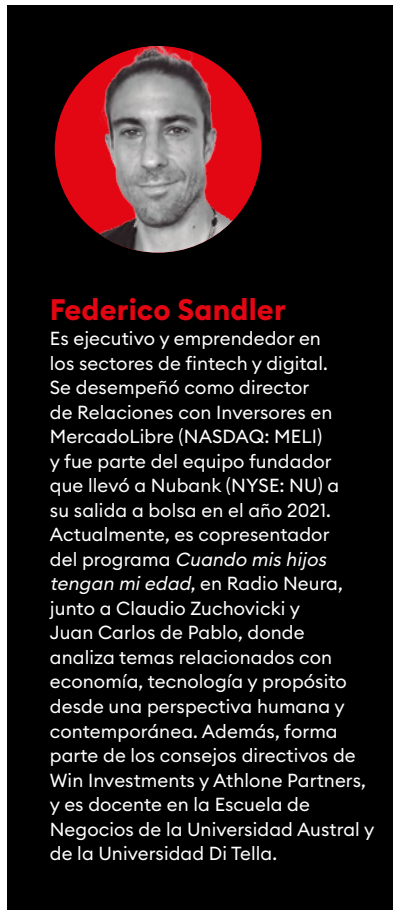 Federico Sandler
Es ejecutivo y emprendedor en
los sectores de fintech y digital.
Se desempeñó como director
de Relaciones con Inversores en
MercadoLibre (NASDAQ: MELI)
y fue parte del equipo fundador
que llevó a Nubank (NYSE: NU) a
su salida a bolsa en el año 2021.
Actualmente, es copresentador
del programa Cuando mis hijos
tengan mi edad, en Radio Neura,
junto a Claudio Zuchovicki y
Juan Carlos de Pablo, donde
analiza temas relacionados con
economía, tecnología y propósito
desde una perspectiva humana y
contemporánea. Además, forma
parte de los consejos directivos de
Win Investments y Athlone Partners,
y es docente en la Escuela de
Negocios de la Universidad Austral y
de la Universidad Di Tella.